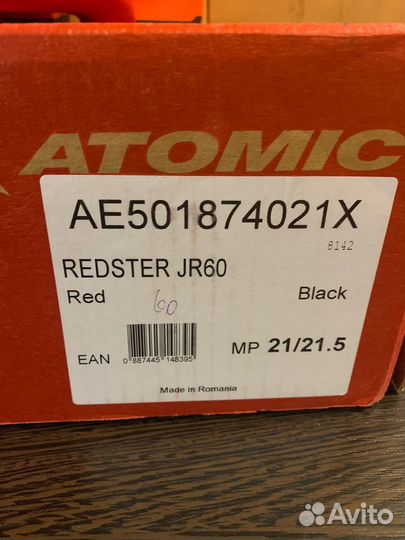 ATOMIC
AE501874021X
8142
REDSTER JR60
Red 60 Black
EAN 0 887445 148395 MP 21/21.5
Made in Romania
Avito